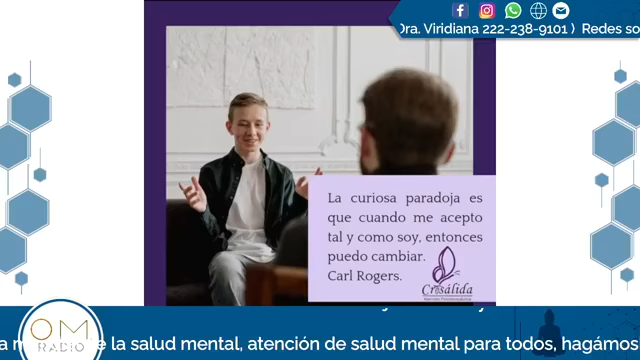 Dra. Viridiana 222-238-9101 ) Redes so
La curiosa paradoja es
que cuando me acepto
tal y como soy, entonces
puedo cambiar.
Carl Rogers.
Crisálida
OM
RADIO
la salud mental, atención de salud mental para todos, hagámos